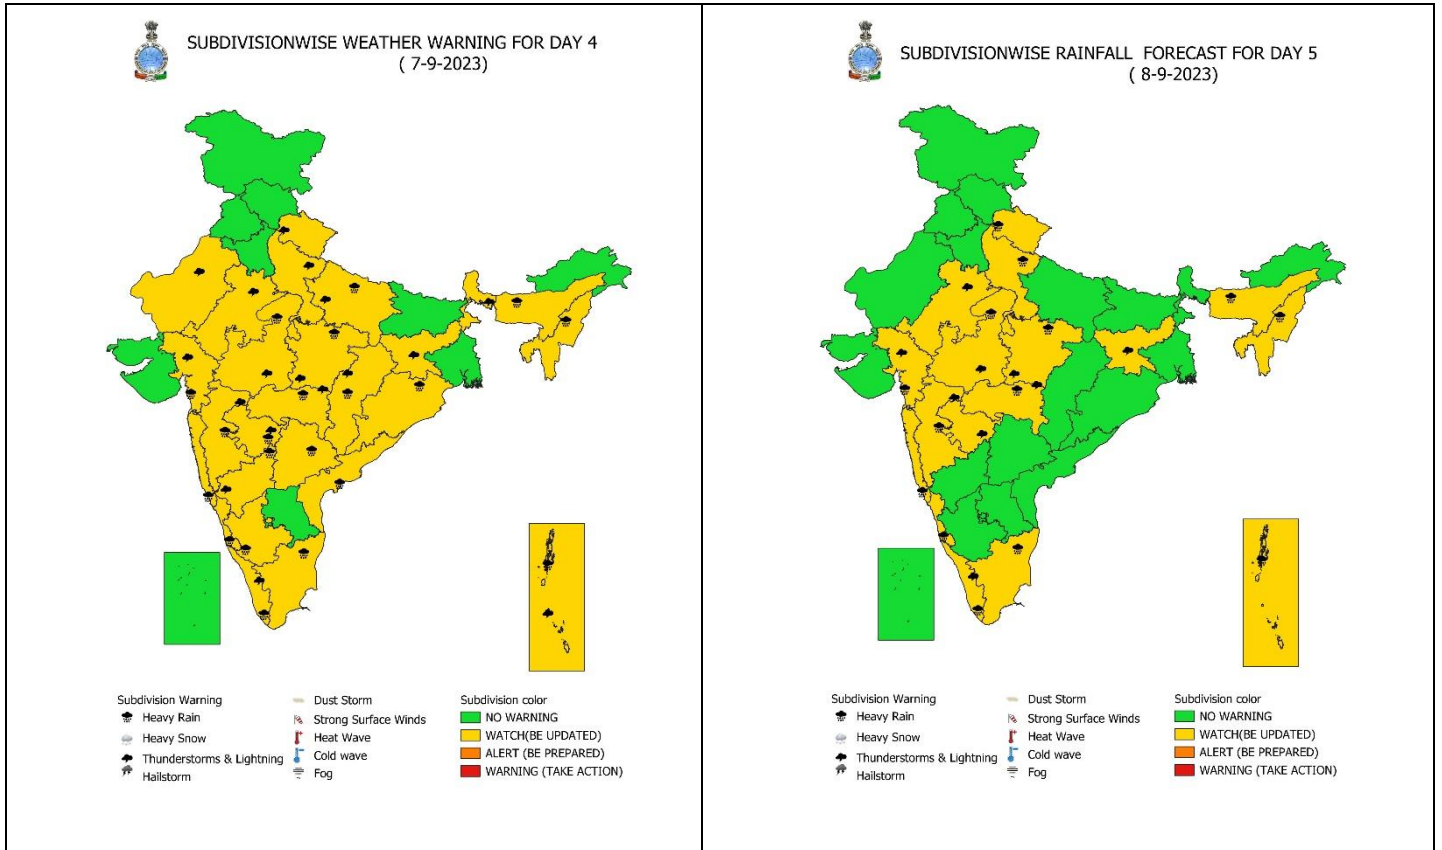 SUBDIVISIONWISE WEATHER WARNING FOR DAY 4
( 7-9-2023)
Subdivision Warning
Heavy Rain
Heavy Snow
Thunderstorms & Lightning
Hailstorm
Dust Storm
Strong Surface Winds
Heat Wave
Cold wave
Fog
Subdivision color
NO WARNING
WATCH(BE UPDATED)
ALERT (BE PREPARED)
WARNING (TAKE ACTION)
SUBDIVISIONWISE RAINFALL FORECAST FOR DAY 5
( 8-9-2023)
Subdivision Warning
Heavy Rain
Heavy Snow
Thunderstorms & Lightning
Hailstorm
Dust Storm
Strong Surface Winds
Heat Wave
Cold wave
Fog
Subdivision color
NO WARNING
WATCH(BE UPDATED)
ALERT (BE PREPARED)
WARNING (TAKE ACTION)